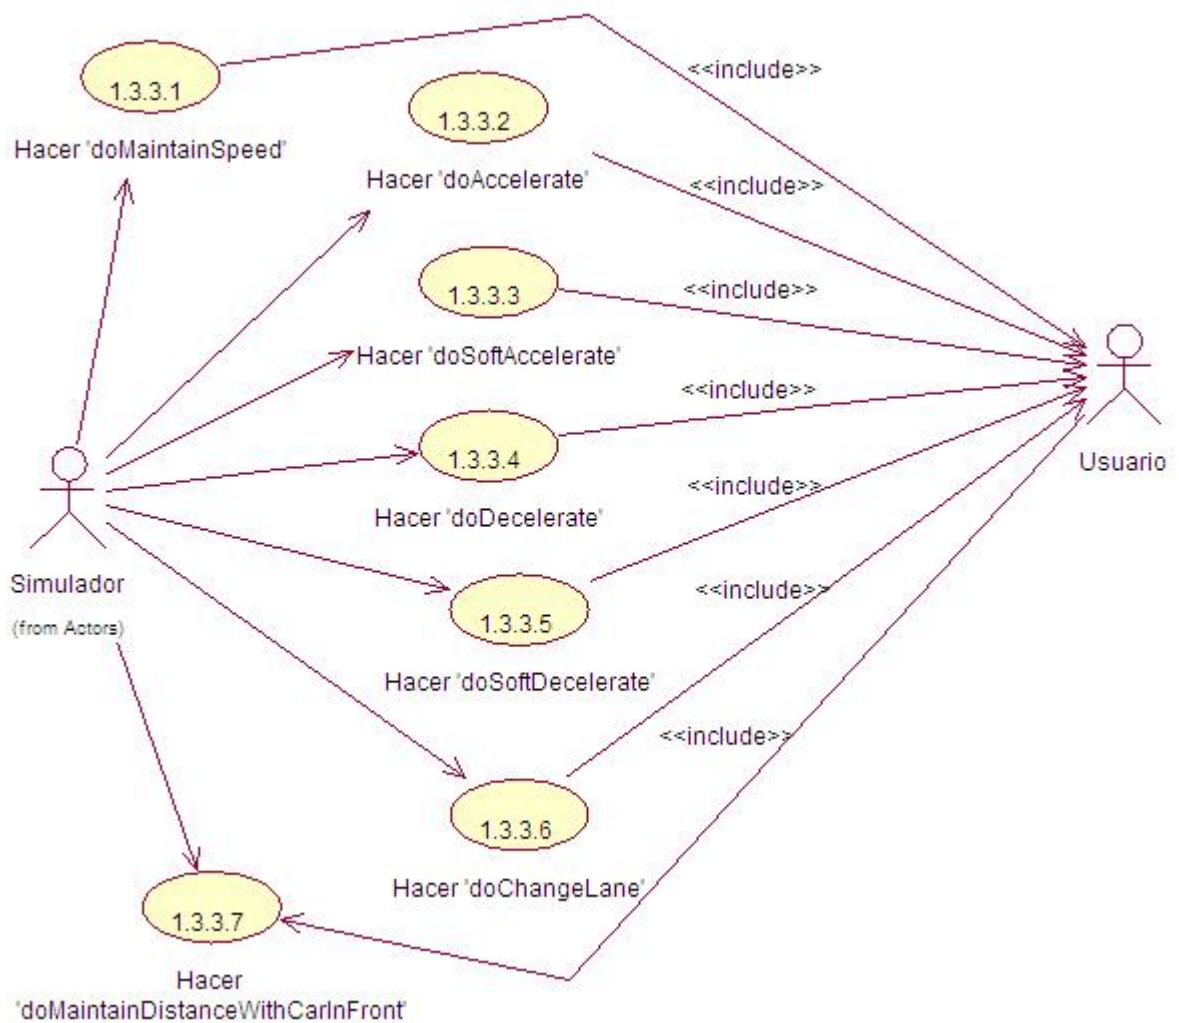 1.3.3.1
Hacer 'doMaintainSpeed'
<<include>>
1.3.3.2
Hacer 'doAccelerate'
<<include>>
1.3.3.3
Hacer 'doSoftAccelerate'
<<include>>
1.3.3.4
Hacer 'doDecelerate'
<<include>>
Usuario
Simulador
(from Actors)
<<include>>
1.3.3.5
Hacer 'doSoftDecelerate'
<<include>>
1.3.3.6
Hacer 'doChangeLane'
<<include>>
1.3.3.7
Hacer
'doMaintainDistanceWithCarInFront'